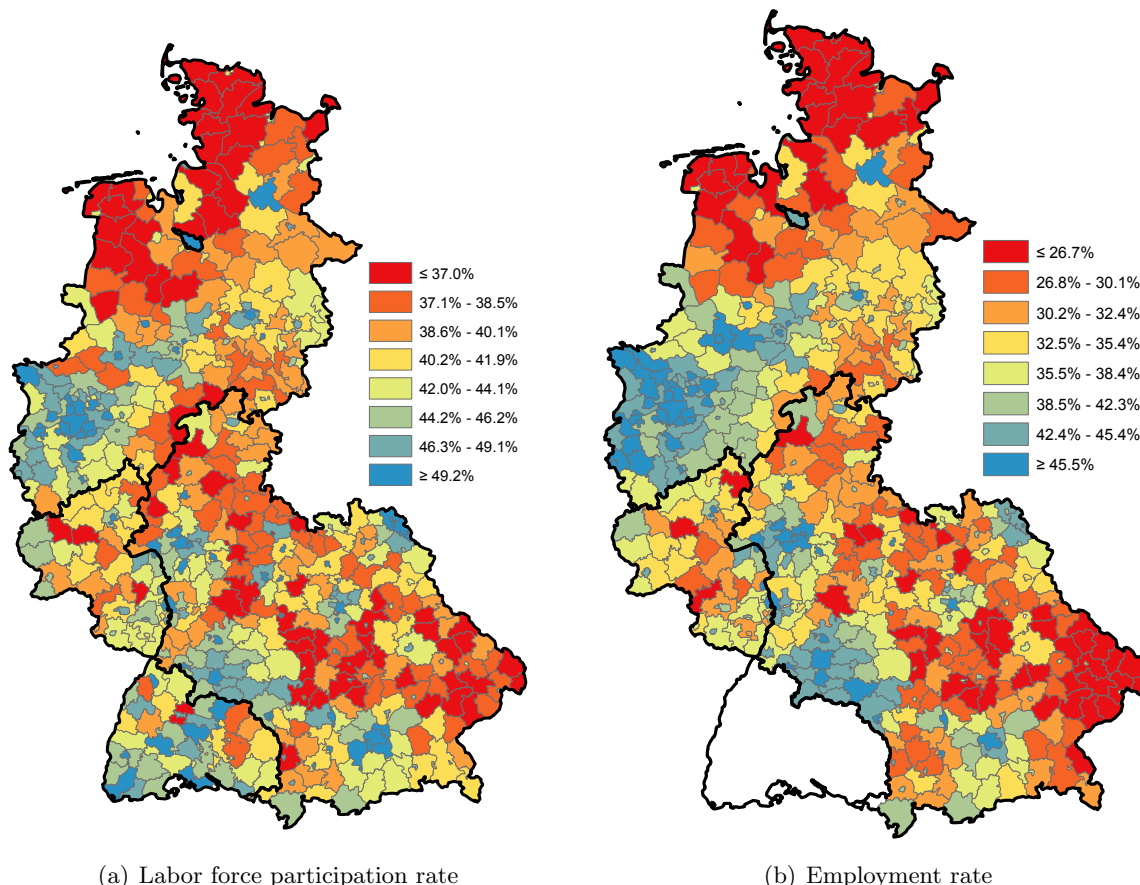 ≤ 37.0%
37.1% - 38.5%
38.6% - 40.1%
40.2% - 41.9%
42.0% - 44.1%
44.2% - 46.2%
46.3% - 49.1%
≥ 49.2%
(a) Labor force participation rate
≤ 26.7%
26.8% - 30.1%
30.2% - 32.4%
32.5% - 35.4%
35.5% - 38.4%
38.5% - 42.3%
42.4% - 45.4%
≥ 45.5%
(b) Employment rate